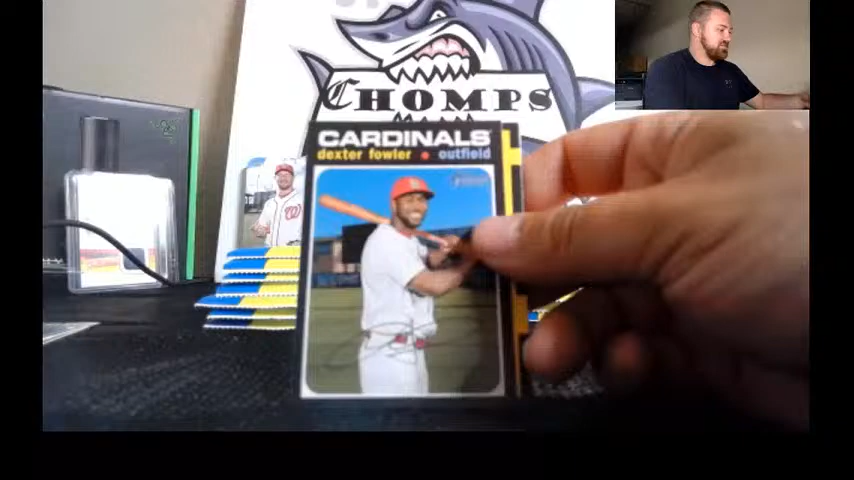 CHOMPS
CARDINALS
dexter fowler • outfield